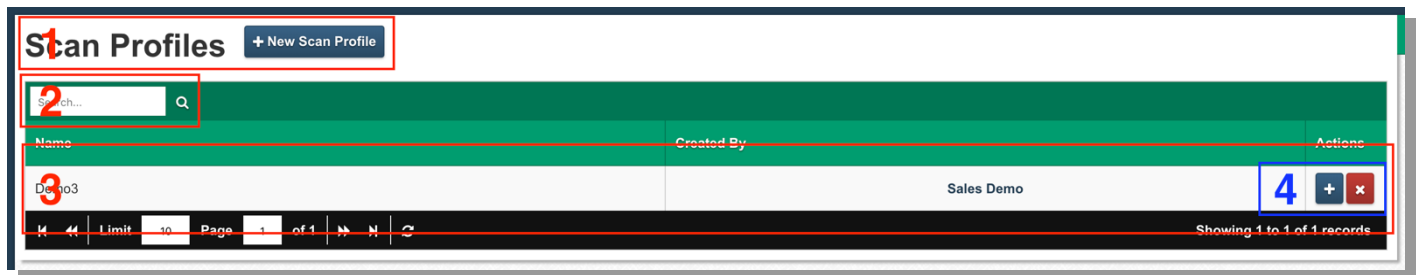 1
Scan Profiles + New Scan Profile
2
Search...
Name Created By Actions
3
Demo3 Sales Demo 4 + x
Limit 10 Page 1 of 1 Showing 1 to 1 of 1 records